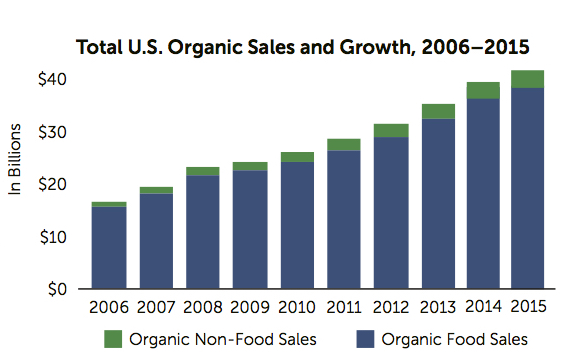 Total U.S. Organic Sales and Growth, 2006–2015
In Billions
$40
$30
$20
$10
$0
2006 2007 2008 2009 2010 2011 2012 2013 2014 2015
Organic Non-Food Sales Organic Food Sales